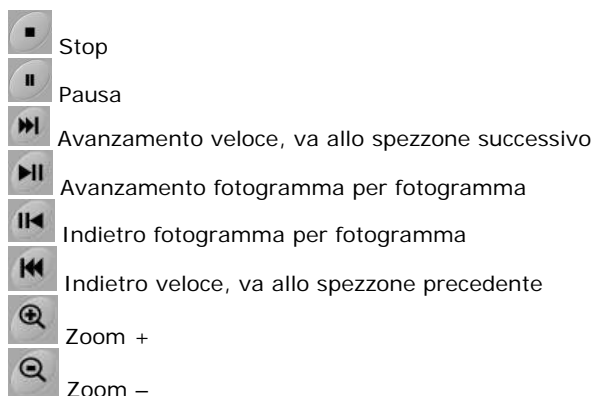 Stop
Pausa
Avanzamento veloce, va allo spezzone successivo
Avanzamento fotogramma per fotogramma
Indietro fotogramma per fotogramma
Indietro veloce, va allo spezzone precedente
Zoom +
Zoom –